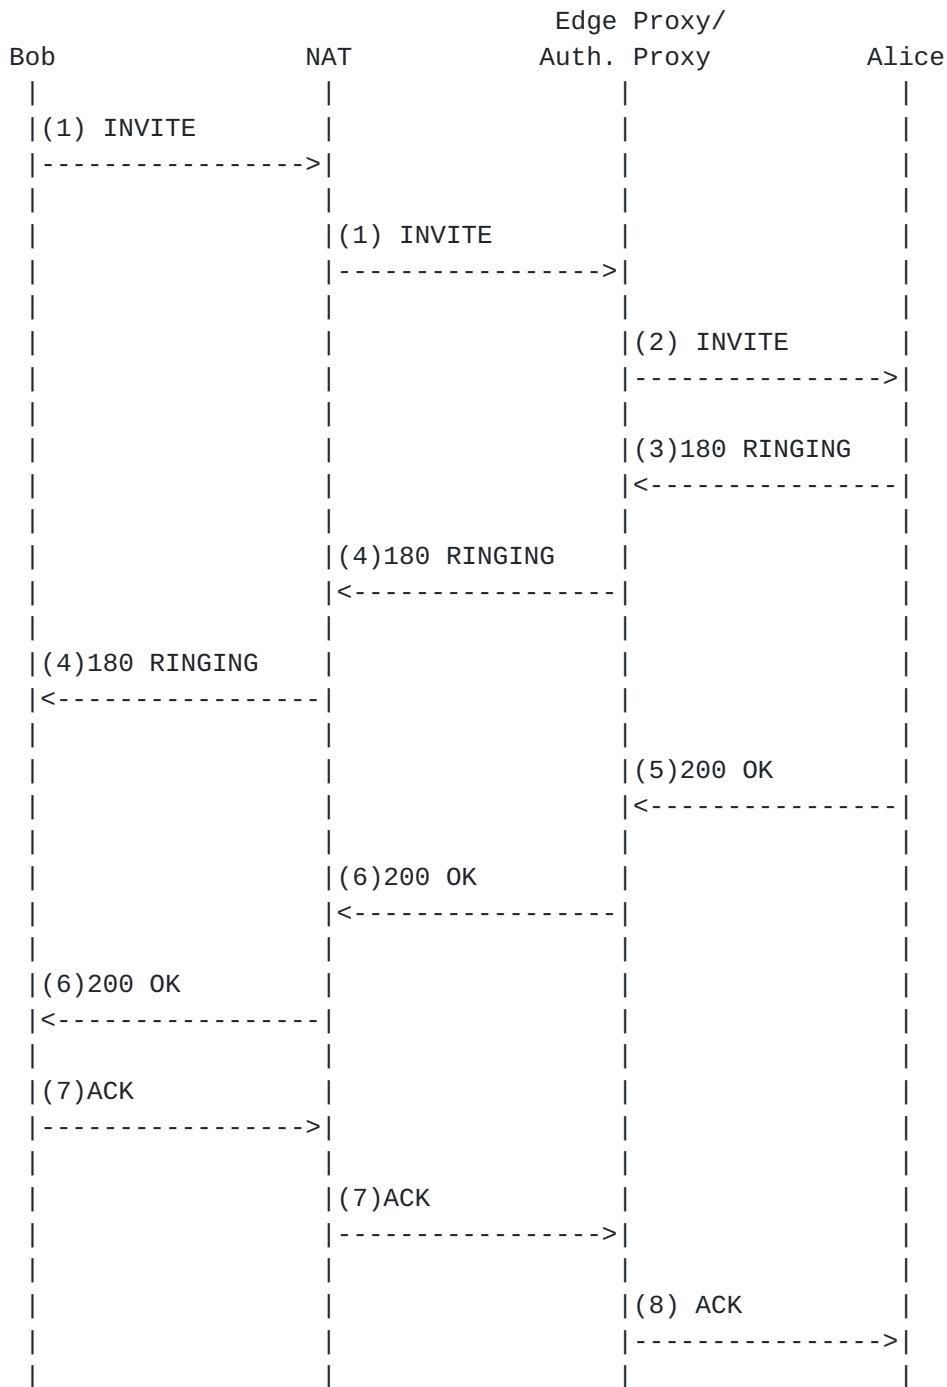 Edge Proxy/
Bob NAT Auth. Proxy Alice
(1) INVITE
(1) INVITE
(2) INVITE
(3)180 RINGING
(4)180 RINGING
(4)180 RINGING
(5)200 OK
(6)200 OK
(6)200 OK
(7)ACK
(7)ACK
(8) ACK